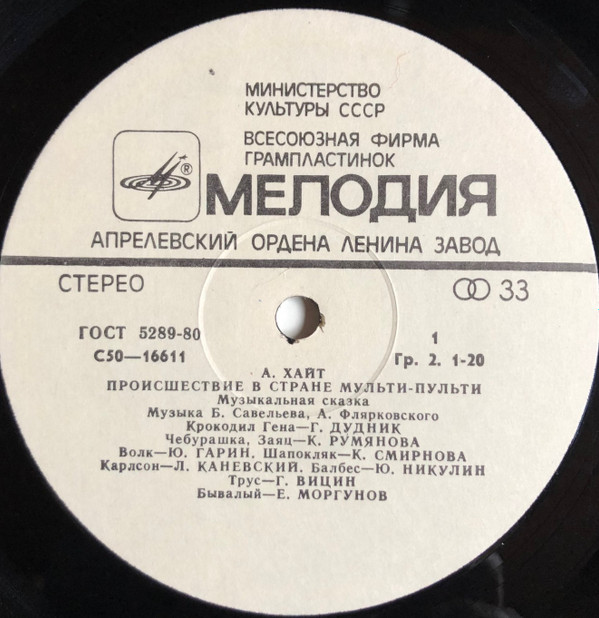 МИНИСТЕРСТВО
КУЛЬТУРЫ СССР
ВСЕСОЮЗНАЯ ФИРМА
ГРАМПЛАСТИНОК
®
МЕЛОДИЯ
АПРЕЛЕВСКИЙ ОРДЕНА ЛЕНИНА ЗАВОД
СТЕРЕО 33
ГОСТ 5289-80 1
С50—16611 Гр. 2. 1-20
А. ХАЙТ
ПРОИСШЕСТВИЕ В СТРАНЕ МУЛЬТИ-ПУЛЬТИ
Музыкальная сказка
Музыка Б. Савельева, А. Флярковского
Крокодил Гена—Г. ДУДНИК
Чебурашка, Заяц—К. РУМЯНОВА
Волк—Ю. ГАРИН, Шапокляк—К. СМИРНОВА
Карлсон—Л. КАНЕВСКИЙ. Балбес—Ю. НИКУЛИН
Трус—Г. ВИЦИН
Бывалый—Е. МОРГУНОВ